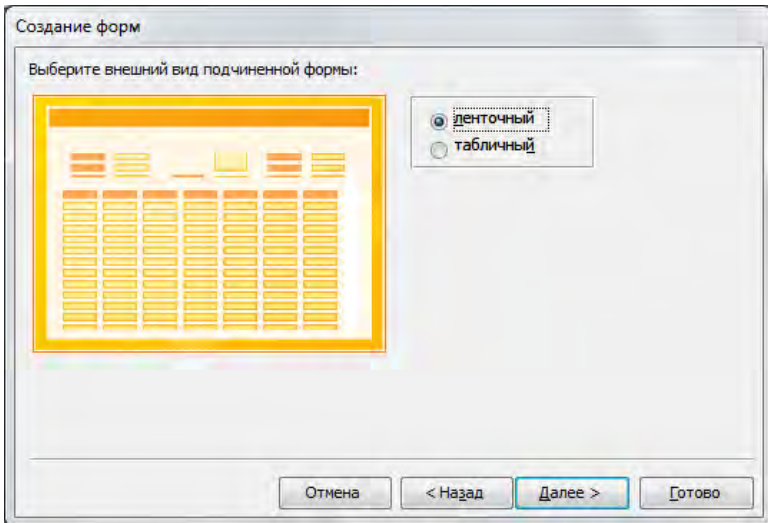 Создание форм
Выберите внешний вид подчиненной формы:
ленточный
табличный
Отмена
< Назад
Далее >
Готово